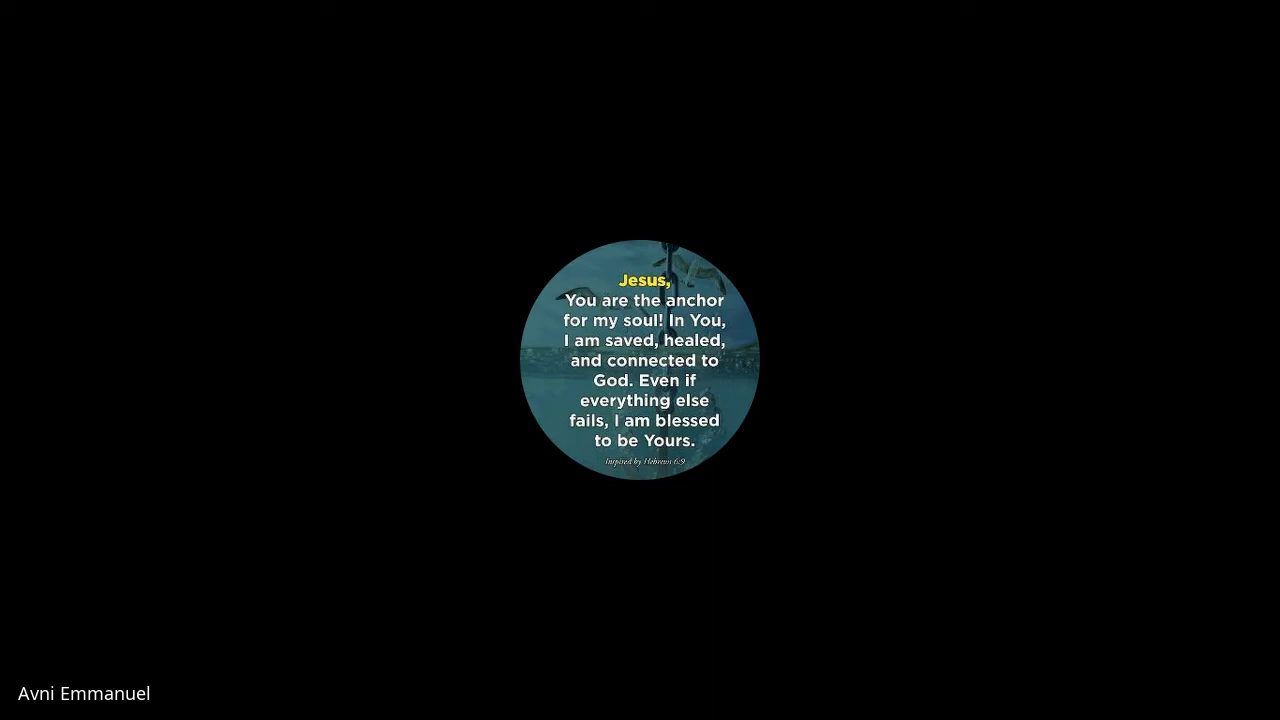 Jesus,
You are the anchor
for my soul! In You,
I am saved, healed,
and connected to
God. Even if
everything else
fails, I am blessed
to be Yours.
Inspired by Hebrews 6:9
Avni Emmanuel